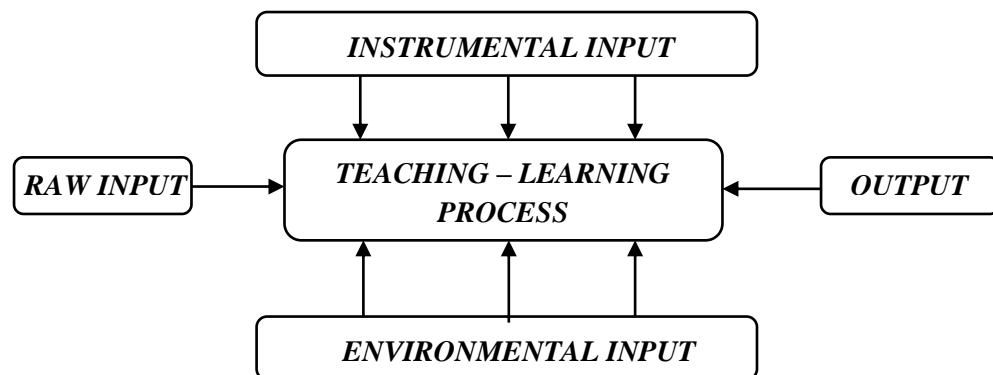 INSTRUMENTAL INPUT
RAW INPUT
TEACHING – LEARNING
PROCESS
OUTPUT
ENVIRONMENTAL INPUT